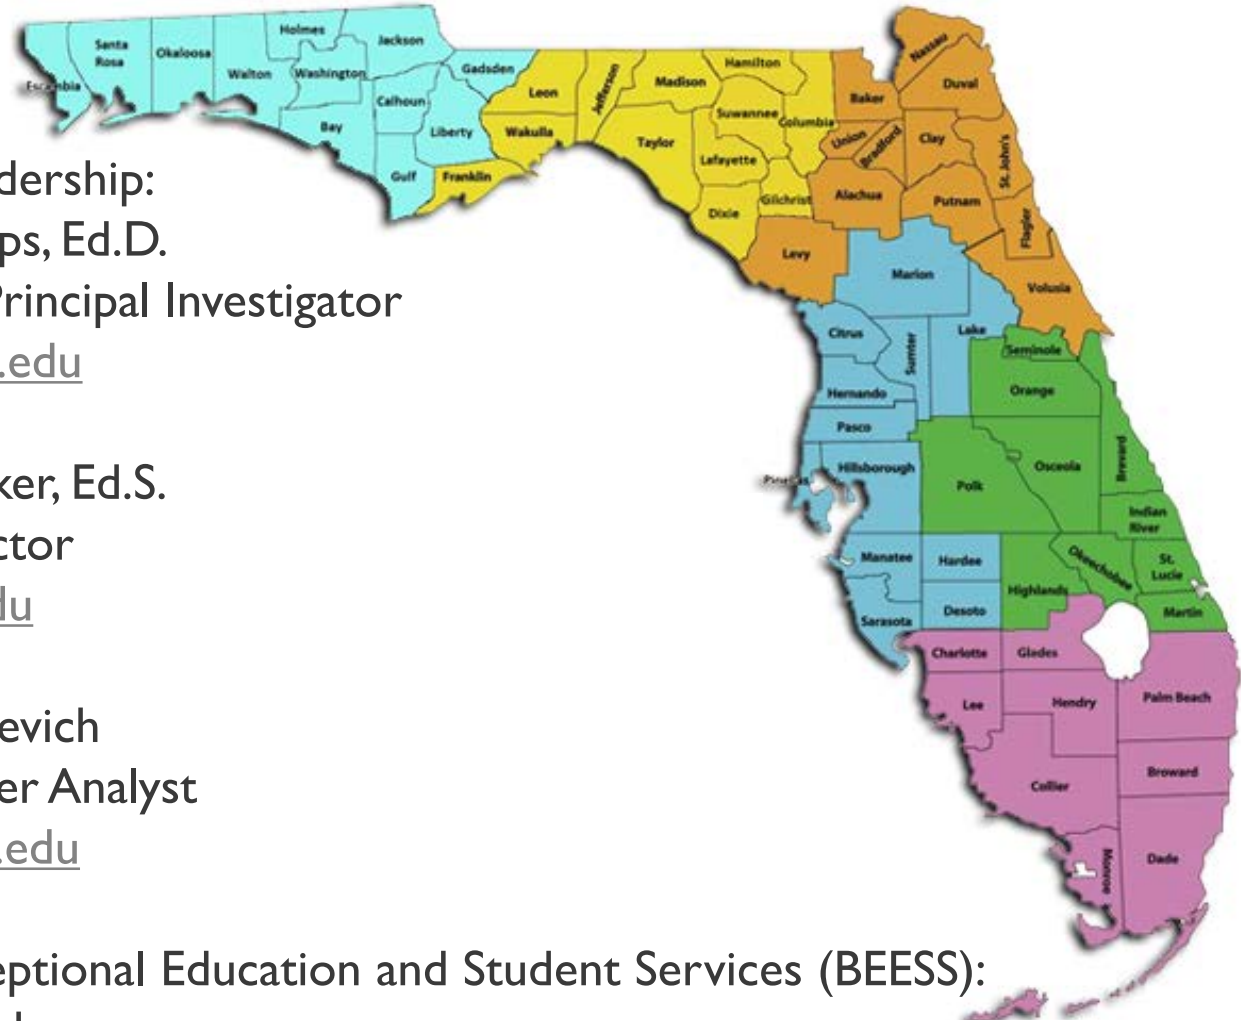 Holmes
Jackson
Santa
Rosa
Okaloosa
Walton
Washington
Gadsden
Escambia
Calhoun
Bay
Liberty
Gulf
Franklin
Leon
Wakulla
Jefferson
Madison
Hamilton
Taylor
Suwannee
Columbia
Lafayette
Dixie
Gilchrist
Nassau
Baker
Duval
Union
Bradford
Clay
St. John's
Alachua
Putnam
Flagler
Levy
Volusia
Marion
Citrus
Sumter
Lake
Hernando
Pasco
Pinellas
Hillsborough
Manatee
Hardee
Sarasota
Desoto
Seminole
Orange
Polk
Osceola
Brevard
Indian
River
Okeechobee
St.
Lucie
Highlands
Martin
Charlotte
Glades
Lee
Hendry
Palm Beach
Collier
Broward
Monroe
Dade
dership:
ps, Ed.D.
Principal Investigator
.edu
ker, Ed.S.
ctor
du
evich
er Analyst
.edu
eptional Education and Student Services (BEESS):